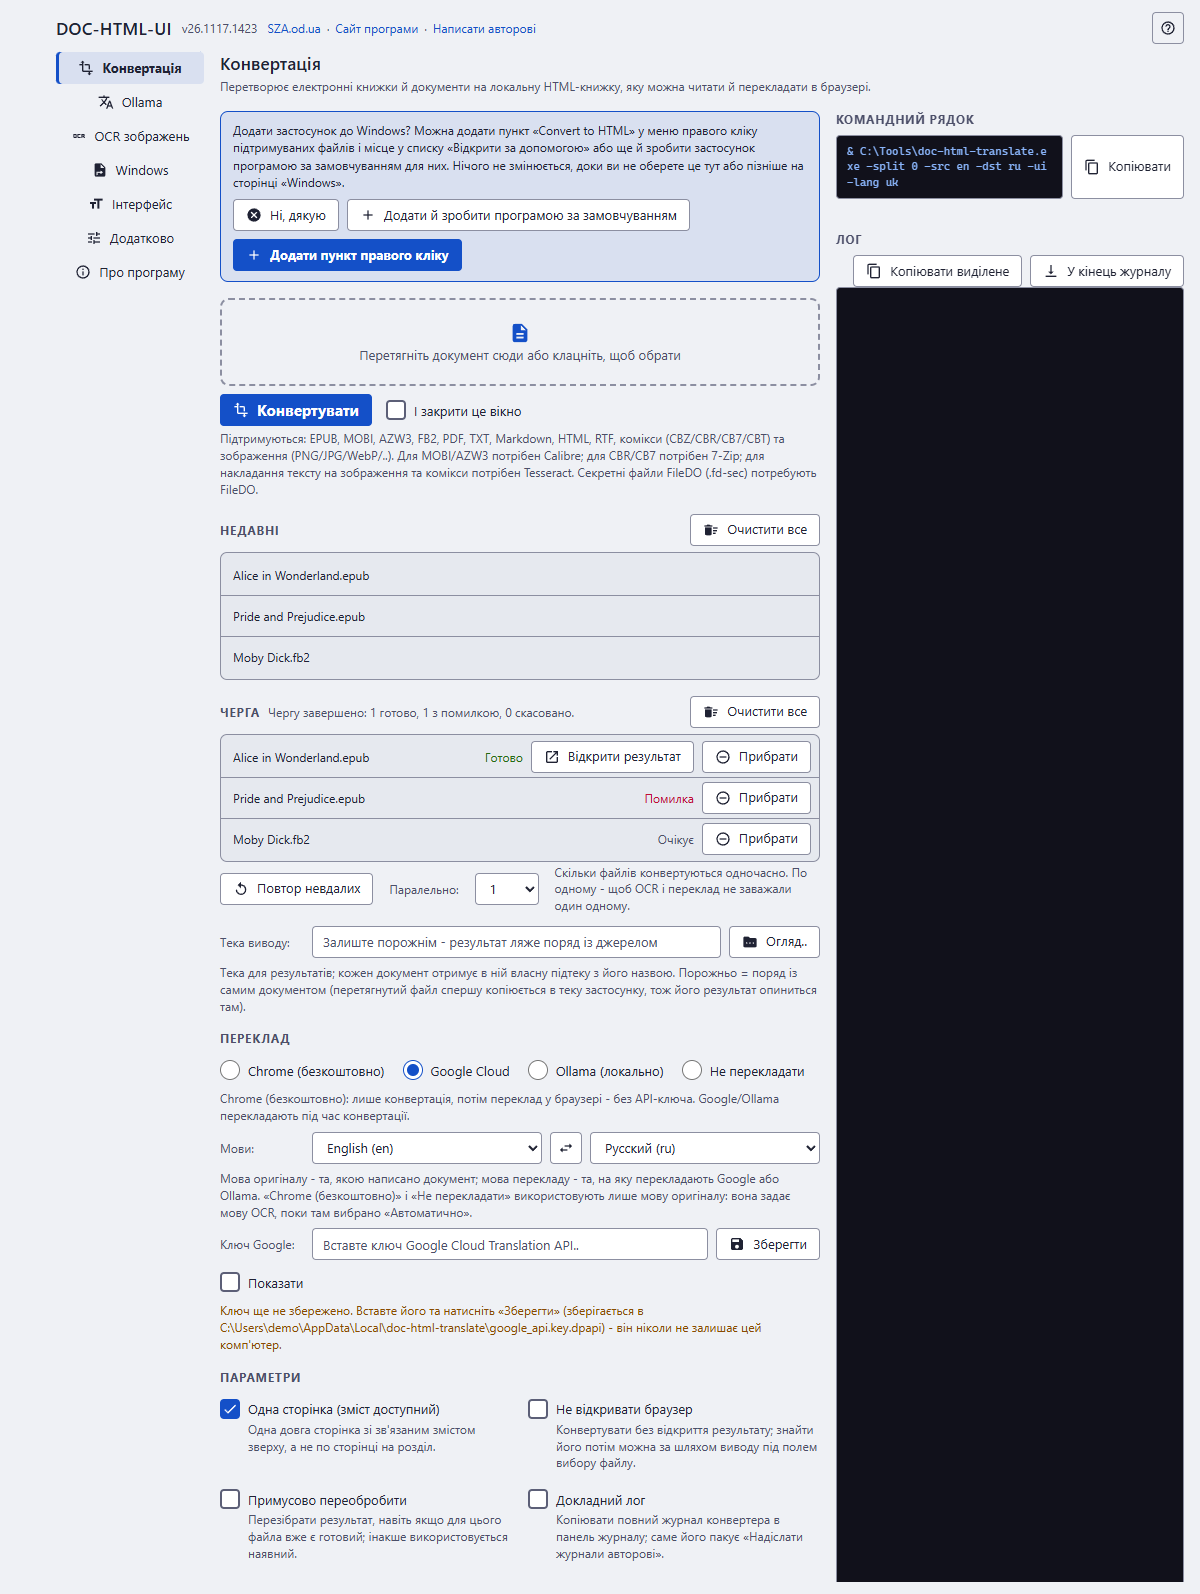 DOC-HTML-UI v26.1117.1423 SZA.od.ua · Сайт програми · Написати авторові
Конвертація
Ollama
OCR OCR зображень
Windows
Інтерфейс
Додатково
Про програму
Конвертація
Перетворює електронні книжки й документи на локальну HTML-книжку, яку можна читати й перекладати в браузері.
Додати застосунок до Windows? Можна додати пункт «Convert to HTML» у меню правого кліку
підтримуваних файлів і місце у списку «Відкрити за допомогою» або ще й зробити застосунок
програмою за замовчуванням для них. Нічого не змінюється, доки ви не оберете це тут або пізніше на
сторінці «Windows».
Ні, дякую
Додати й зробити програмою за замовчуванням
Додати пункт правого кліку
Перетягніть документ сюди або клацніть, щоб обрати
Конвертувати
І закрити це вікно
Підтримуються: EPUB, MOBI, AZW3, FB2, PDF, TXT, Markdown, HTML, RTF, комікси (CBZ/CBR/CB7/CBT) та
зображення (PNG/JPG/WebP/..). Для MOBI/AZW3 потрібен Calibre; для CBR/CB7 потрібен 7-Zip; для
накладання тексту на зображення та комікси потрібен Tesseract. Секретні файли FileDO (.fd-sec) потребують
FileDO.
НЕДАВНІ
Очистити все
Alice in Wonderland.epub
Pride and Prejudice.epub
Moby Dick.fb2
ЧЕРГА Чергу завершено: 1 готово, 1 з помилкою, 0 скасовано.
Очистити все
Alice in Wonderland.epub Готово Відкрити результат Прибрати
Pride and Prejudice.epub Помилка Прибрати
Moby Dick.fb2 Очікує Прибрати
Повтор невдалих
Паралельно: 1
Скільки файлів конвертуються одночасно. По
одному - щоб OCR і переклад не заважали
один одному.
Тека виводу: Залиште порожнім - результат ляже поряд із джерелом Огляд..
Тека для результатів; кожен документ отримує в ній власну підтеку з його назвою. Порожньо = поряд із
самим документом (перетягнутий файл спершу копіюється в теку застосунку, тож його результат опиниться
там).
ПЕРЕКЛАД
Chrome (безкоштовно) Google Cloud Ollama (локально) Не перекладати
Chrome (безкоштовно): лише конвертація, потім переклад у браузері - без API-ключа. Google/Ollama
перекладають під час конвертації.
Мови: English (en) Русский (ru)
Мова оригіналу - та, якою написано документ; мова перекладу - та, на яку перекладають Google або
Ollama. «Chrome (безкоштовно)» і «Не перекладати» використовують лише мову оригіналу: вона задає
мову OCR, поки там вибрано «Автоматично».
Ключ Google: Вставте ключ Google Cloud Translation API.. Зберегти
Показати
Ключ ще не збережено. Вставте його та натисніть «Зберегти» (зберігається в
C:\Users\demo\AppData\Local\doc-html-translate\google_api.key.dpapi) - він ніколи не залишає цей
комп'ютер.
ПАРАМЕТРИ
Одна сторінка (зміст доступний)
Одна довга сторінка зі зв'язаним змістом
зверху, а не по сторінці на розділ.
Не відкривати браузер
Конвертувати без відкриття результату; знайти
його потім можна за шляхом виводу під полем
вибору файлу.
Примусово переобробити
Перезібрати результат, навіть якщо для цього
файла вже є готовий; інакше використовується
наявний.
Докладний лог
Копіювати повний журнал конвертера в
панель журналу; саме його пакує «Надіслати
журнали авторові».
КОМАНДНИЙ РЯДОК
& C:\Tools\doc-html-translate.e
xe -split 0 -src en -dst ru -ui
-lang uk
Копіювати
ЛОГ
Копіювати виділене
У кінець журналу